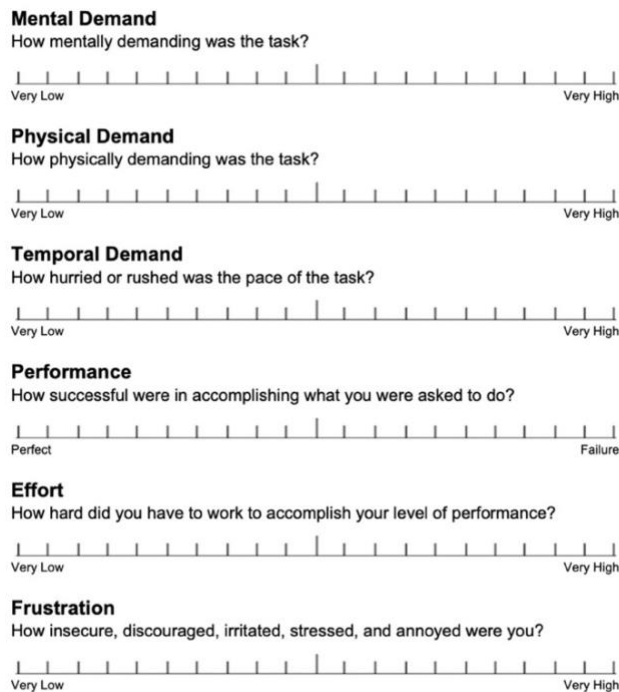 Mental Demand
How mentally demanding was the task?
Very Low Very High
Physical Demand
How physically demanding was the task?
Very Low Very High
Temporal Demand
How hurried or rushed was the pace of the task?
Very Low Very High
Performance
How successful were in accomplishing what you were asked to do?
Perfect Failure
Effort
How hard did you have to work to accomplish your level of performance?
Very Low Very High
Frustration
How insecure, discouraged, irritated, stressed, and annoyed were you?
Very Low Very High